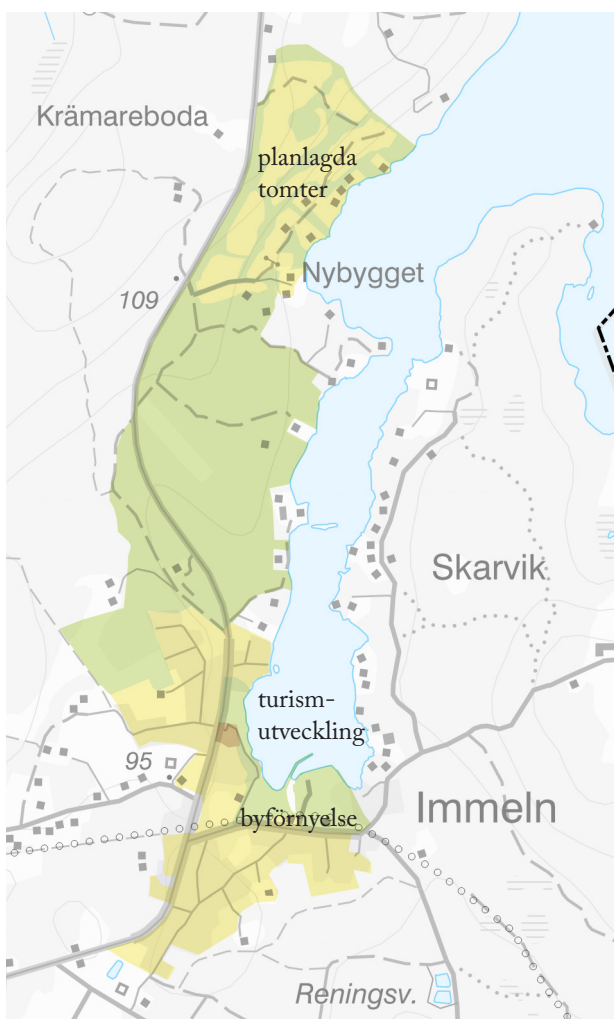 Krämareboda
planlagda
tomter
Nybygget
109
Skarvik
turism-
utveckling
95
Immeln
byförnyelse
Reningsv.